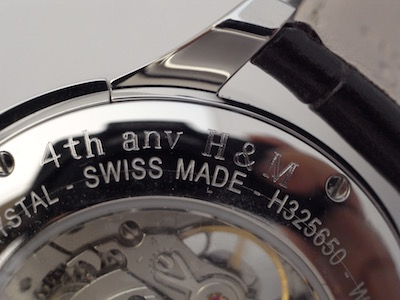 4th anv H&M
STAL - SWISS MADE - H325650 - W